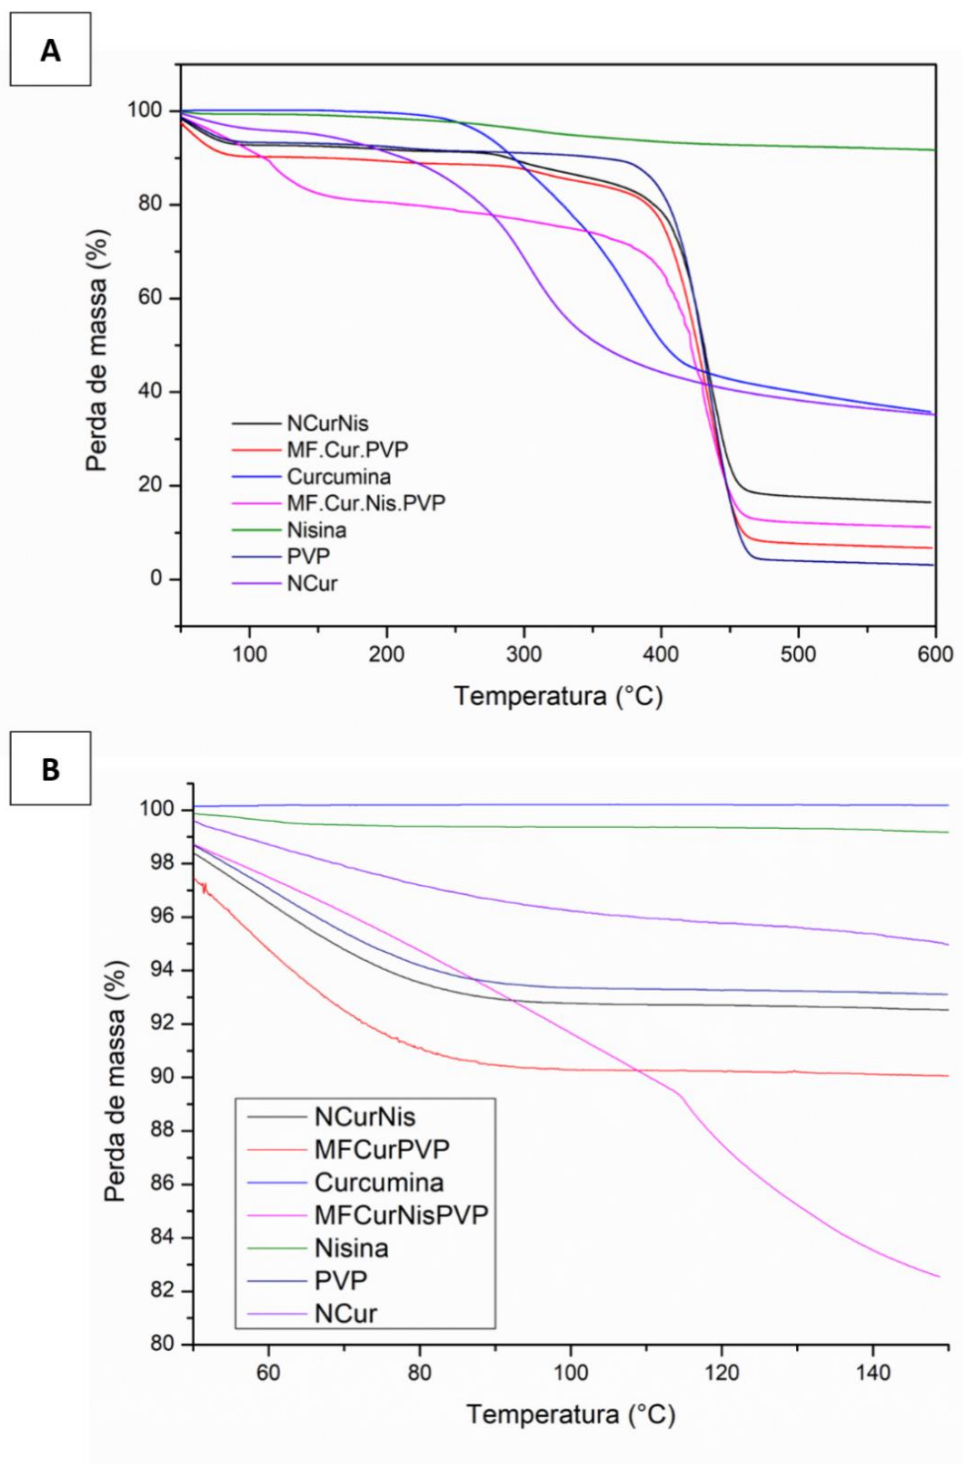 A
100
80
60
40
20
0
Perda de massa (%)
NCurNis
MF.Cur.PVP
Curcumina
MF.Cur.Nis.PVP
Nisina
PVP
NCur
100 200 300 400 500 600
Temperatura (°C)
B
100
98
96
94
92
90
88
86
84
82
80
Perda de massa (%)
NCurNis
MFCurPVP
Curcumina
MFCurNisPVP
Nisina
PVP
NCur
60 80 100 120 140
Temperatura (°C)